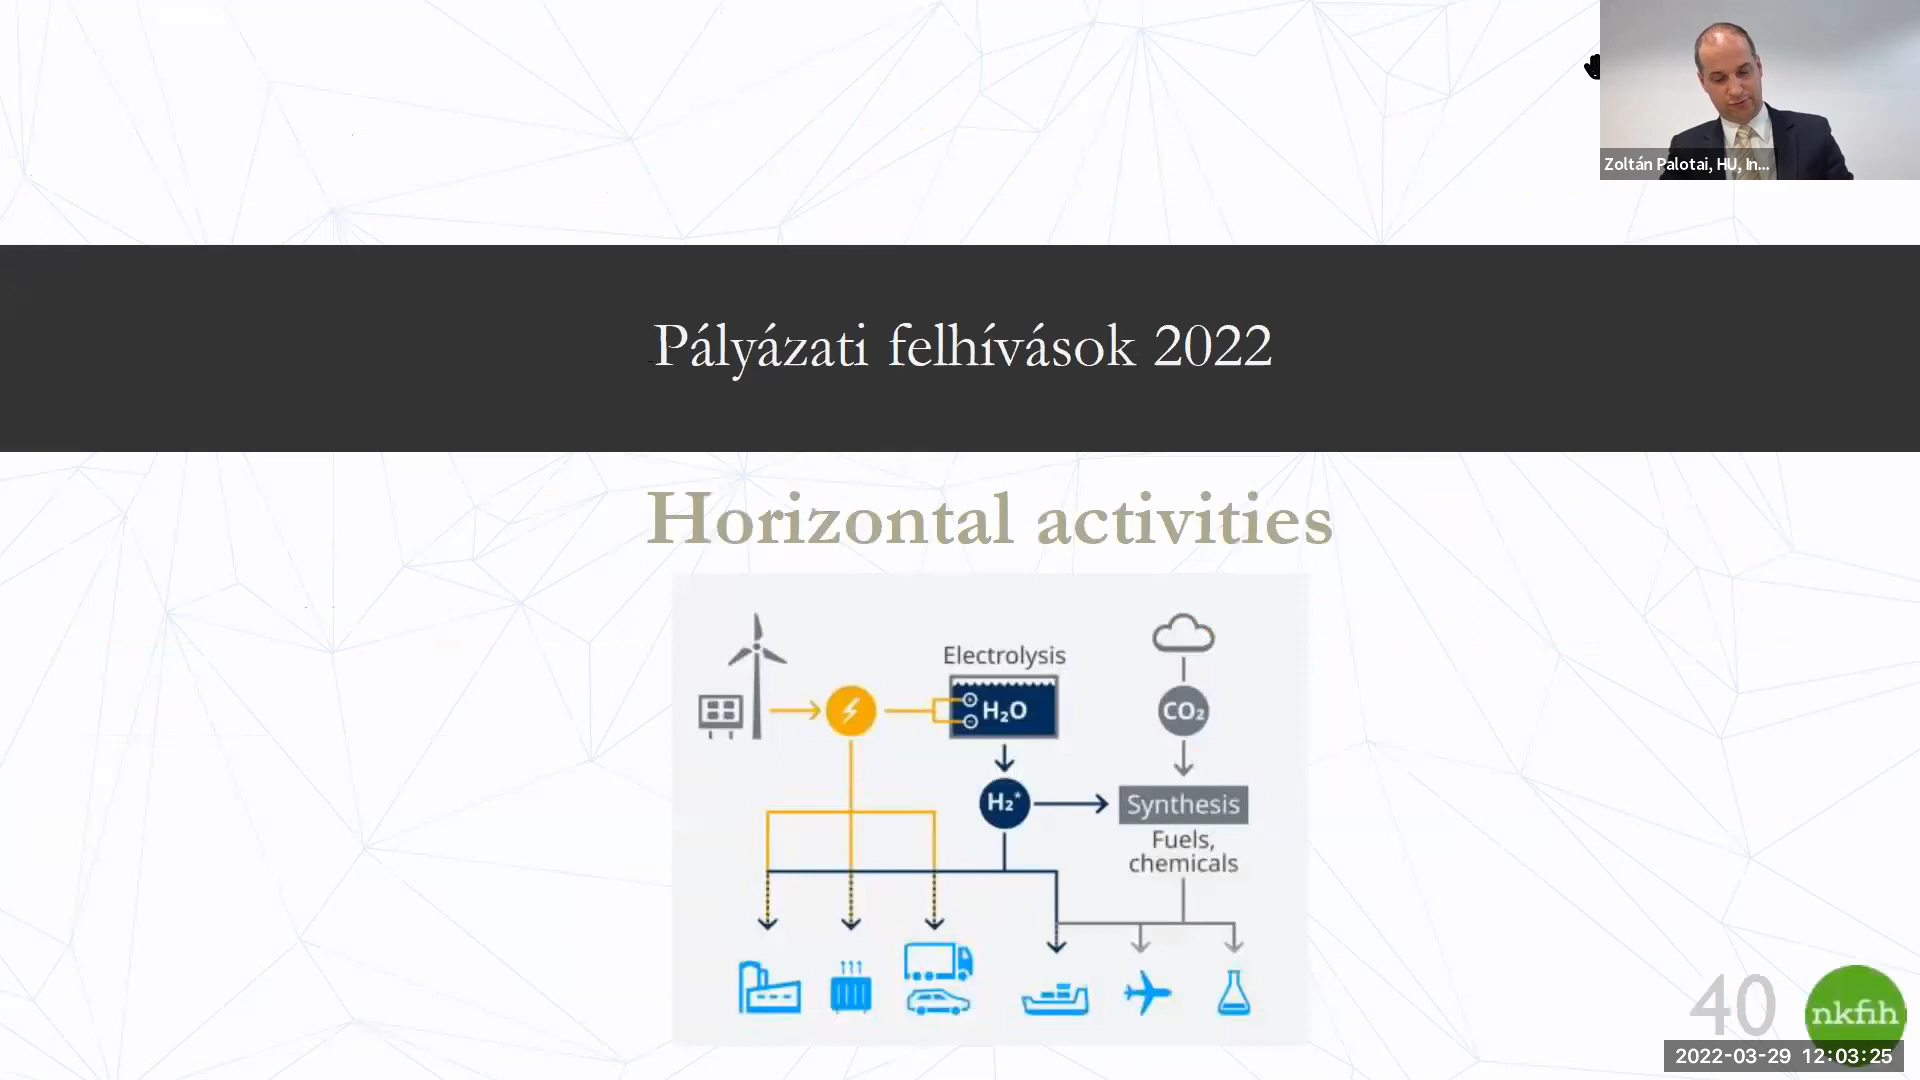 Zoltán Palotai, HU, In...
Pályázati felhívások 2022
Horizontal activities
Electrolysis
H₂O
CO₂
H₂*
Synthesis
Fuels,
chemicals
40
nkfih
2022-03-29 12:03:25